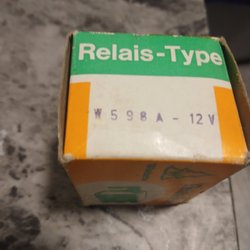 Relais-Type
W 598 A - 12 V